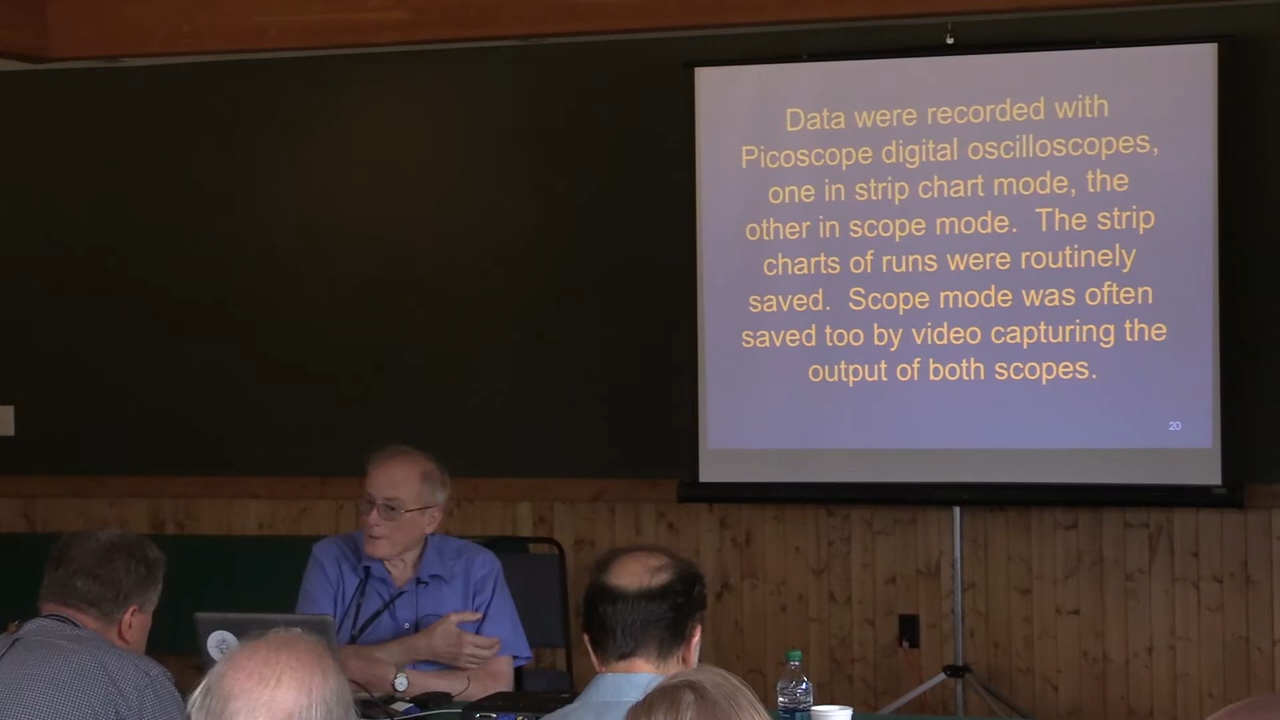 Data were recorded with
Picoscope digital oscilloscopes,
one in strip chart mode, the
other in scope mode.  The strip
charts of runs were routinely
saved.  Scope mode was often
saved too by video capturing the
output of both scopes.
20